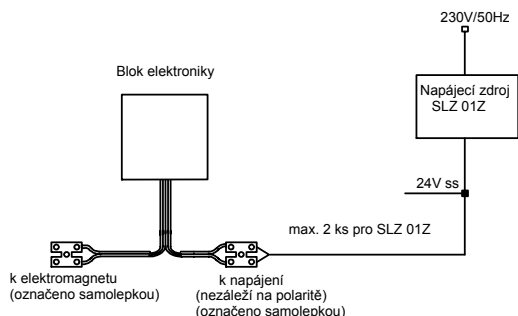 230V/50Hz
Blok elektroniky
Napájecí zdroj
SLZ 01Z
24V ss
max. 2 ks pro SLZ 01Z
k elektromagnetu
(označeno samolepkou)
k napájení
(nezáleží na polaritě)
(označeno samolepkou)